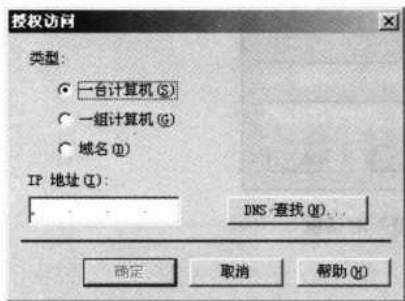 授权访问
类型:
一台计算机(S)
一组计算机(G)
域名(D)
IP 地址(I):
DNS 查找(N)...
确定
取消
帮助(H)